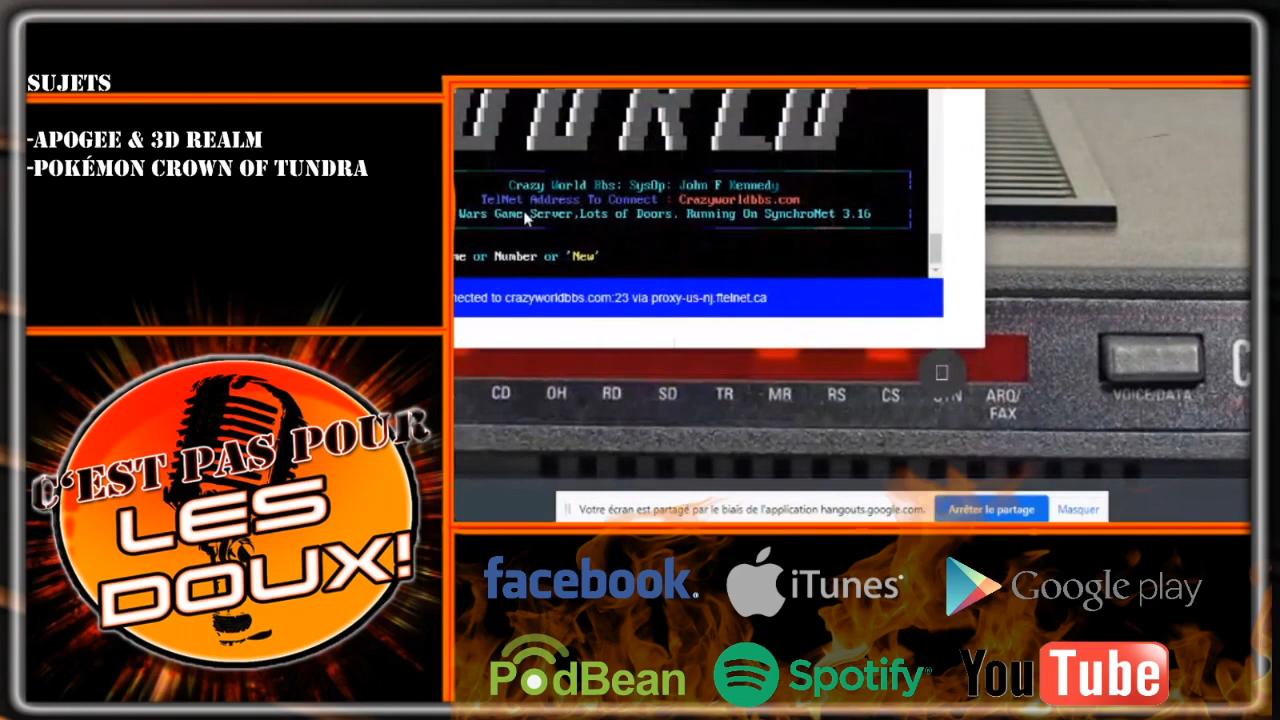 SUJETS
-APOGEE & 3D REALM
-POKÉMON CROWN OF TUNDRA
Crazy World Bbs: SysOp: John F Kennedy
TelNet Address To Connect : Crazyworldbbs.com
Wars Game Server,Lots of Doors. Running On SynchroNet 3.16
me or Number or 'New'
nected to crazyworldbbs.com:23 via proxy-us-nj.ftelnet.ca
CD OH RD SD TR MR RS CS ARQ/
FAX
VOICE/DATA
Votre écran est partagé par le biais de l'application hangouts.google.com. Arrêter le partage Masquer
C'EST PAS POUR
LES
DOUX!
facebook. iTunes Google play
PodBean Spotify YouTube